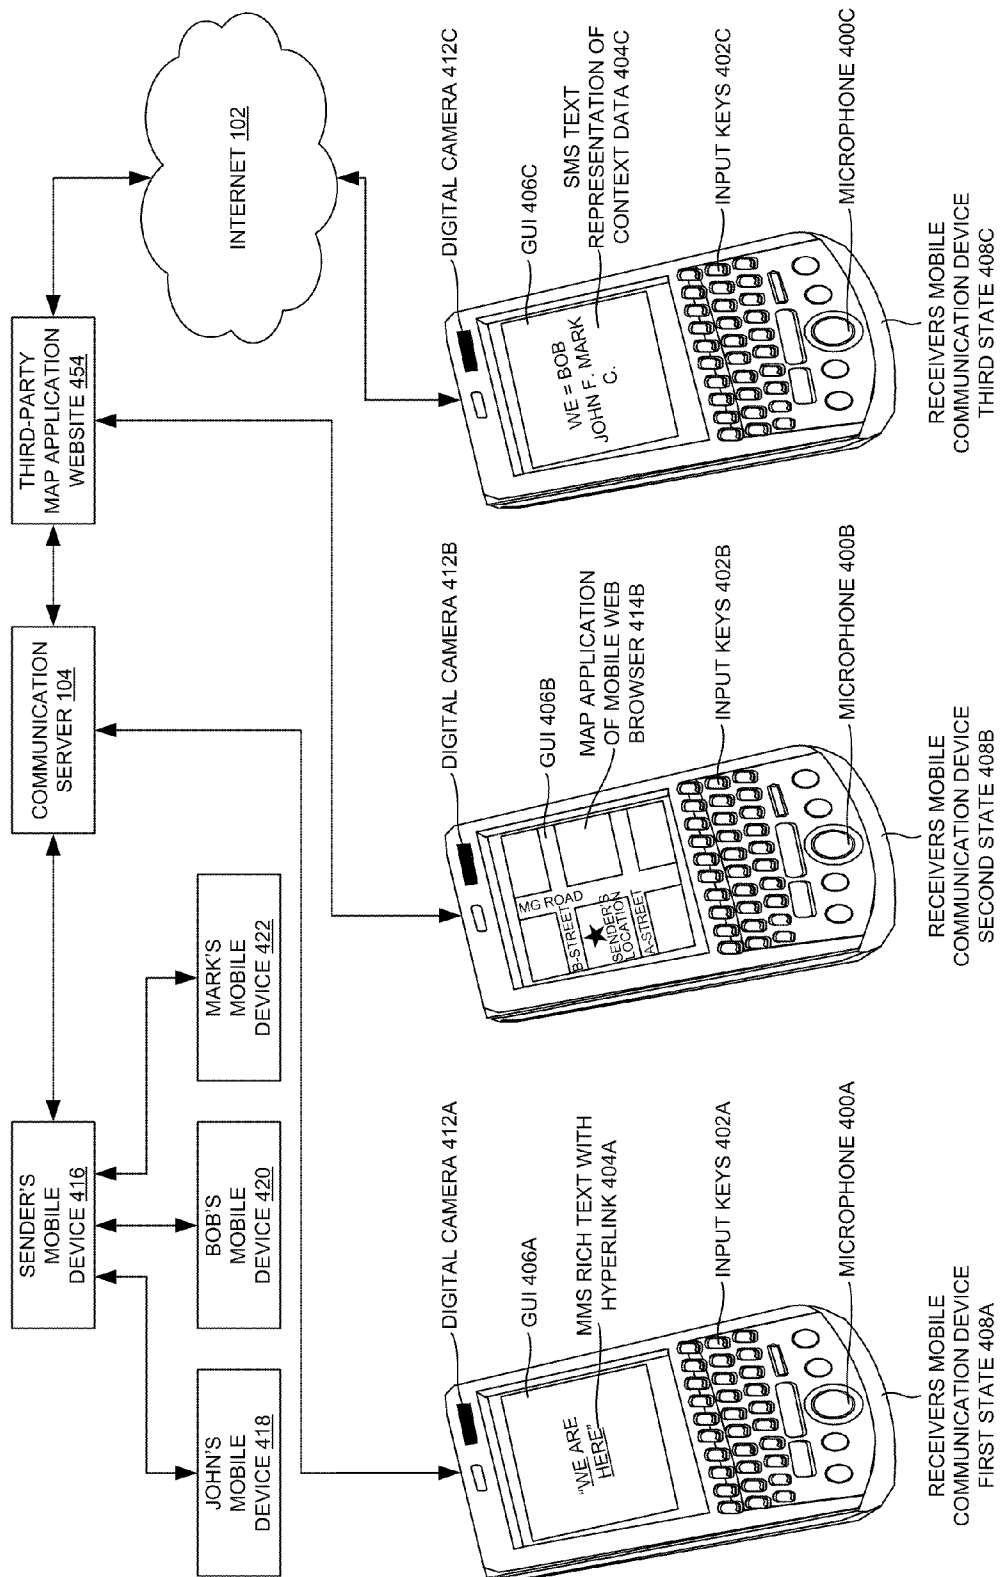 SENDER'S
MOBILE
DEVICE 416
COMMUNICATION
SERVER 104
THIRD-PARTY
MAP APPLICATION
WEBSITE 454
INTERNET 102
JOHN'S
MOBILE
DEVICE 418
BOB'S
MOBILE
DEVICE 420
MARK'S
MOBILE
DEVICE 422
DIGITAL CAMERA 412A
GUI 406A
MMS RICH TEXT WITH
HYPERLINK 404A
"WE ARE
HERE"
INPUT KEYS 402A
MICROPHONE 400A
RECEIVERS MOBILE
COMMUNICATION DEVICE
FIRST STATE 408A
DIGITAL CAMERA 412B
GUI 406B
MAP APPLICATION
OF MOBILE WEB
BROWSER 414B
MG ROAD
B-STREET
SENDER'S
LOCATION
A-STREET
INPUT KEYS 402B
MICROPHONE 400B
RECEIVERS MOBILE
COMMUNICATION DEVICE
SECOND STATE 408B
DIGITAL CAMERA 412C
GUI 406C
SMS TEXT
REPRESENTATION OF
CONTEXT DATA 404C
WE = BOB
JOHN F. MARK
C.
INPUT KEYS 402C
MICROPHONE 400C
RECEIVERS MOBILE
COMMUNICATION DEVICE
THIRD STATE 408C